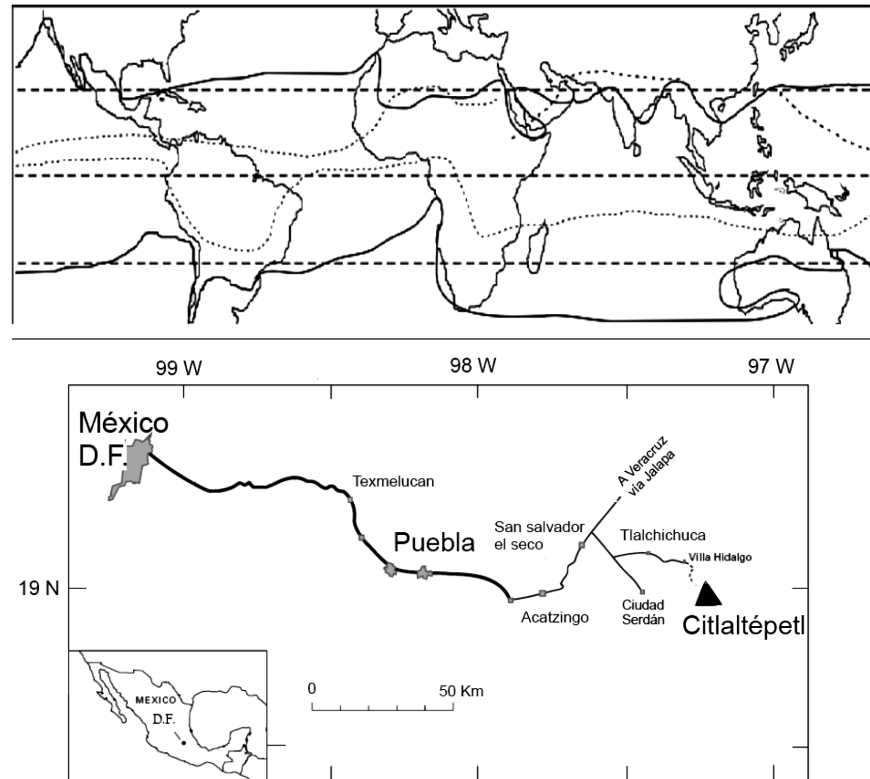 99 W
98 W
97 W
México
D.F.
Texmelucan
A Veracruz
vía Jalapa
San salvador
el seco
Tlalchichuca
Puebla
Villa Hidalgo
19 N
Acatzingo
Ciudad
Serdán
Citlaltépetl
MEXICO
D.F.
0
50 Km